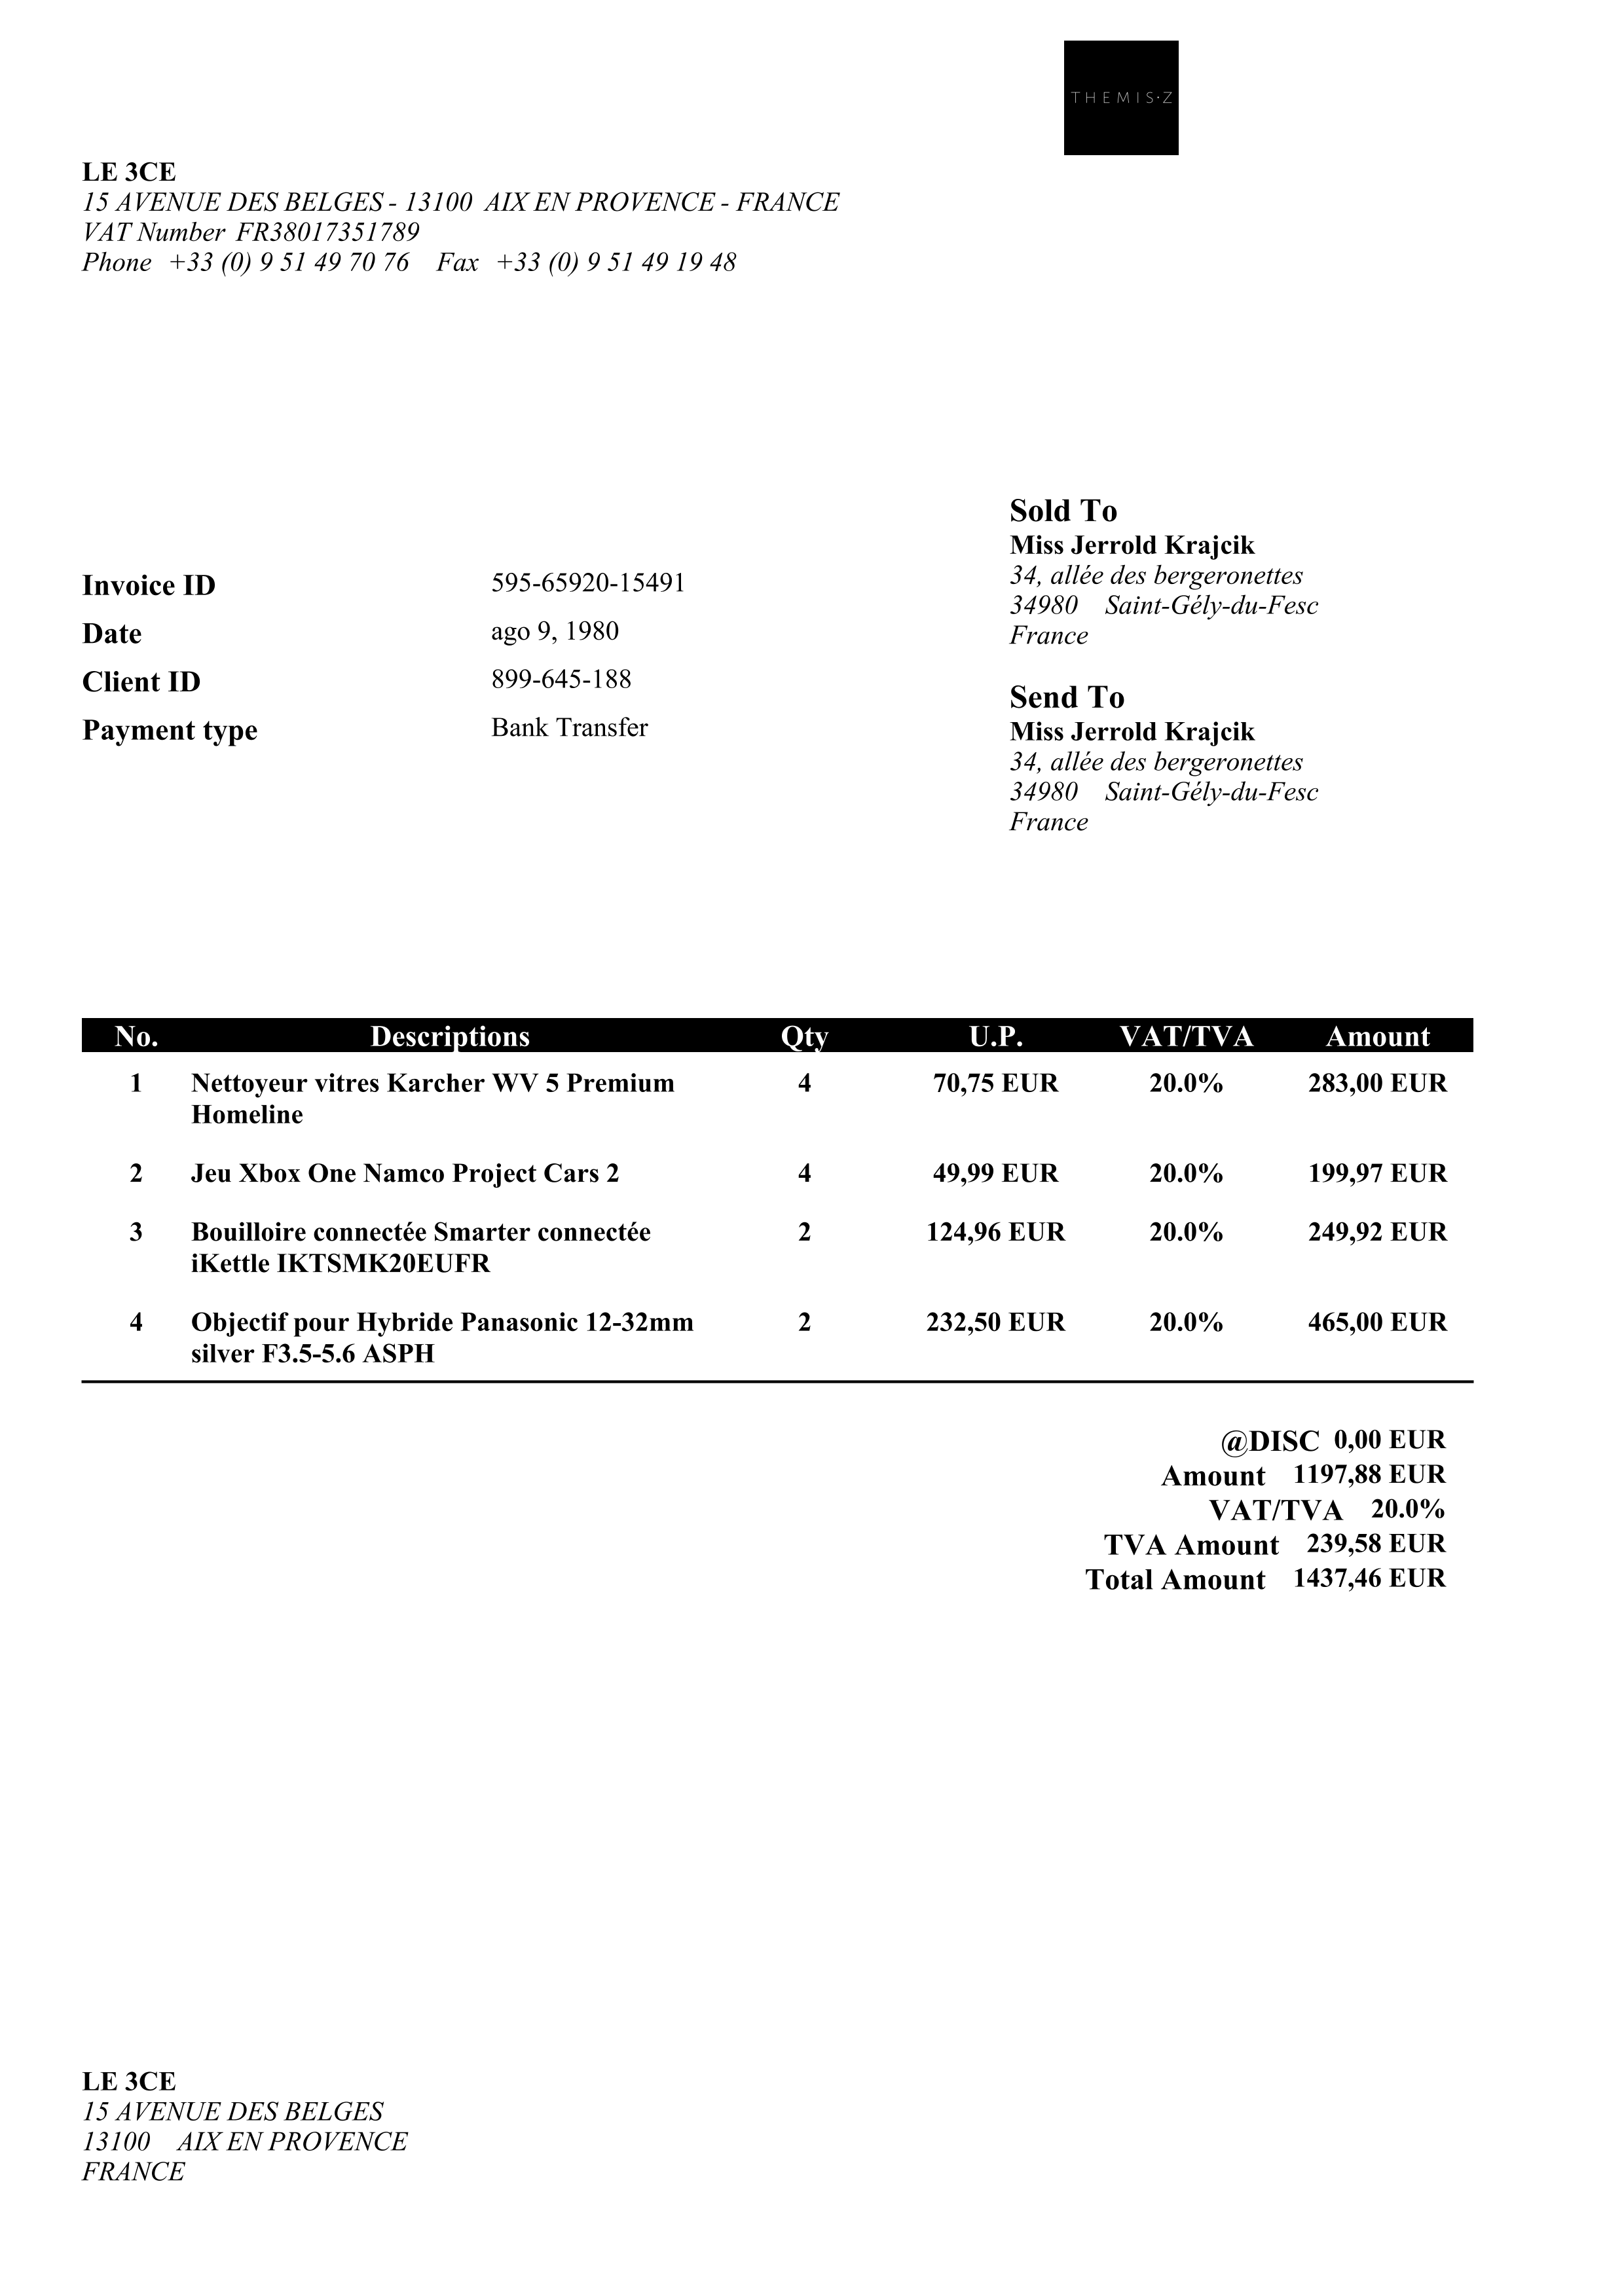 THEMIS·Z
LE 3CE
15 AVENUE DES BELGES - 13100 AIX EN PROVENCE - FRANCE
VAT Number FR38017351789
Phone +33 (0) 9 51 49 70 76 Fax +33 (0) 9 51 49 19 48
Invoice ID 595-65920-15491
Date ago 9, 1980
Client ID 899-645-188
Payment type Bank Transfer
Sold To
Miss Jerrold Krajcik
34, allée des bergeronettes
34980 Saint-Gély-du-Fesc
France
Send To
Miss Jerrold Krajcik
34, allée des bergeronettes
34980 Saint-Gély-du-Fesc
France
No. Descriptions Qty U.P. VAT/TVA Amount
1 Nettoyeur vitres Karcher WV 5 Premium 4 70,75 EUR 20.0% 283,00 EUR
Homeline
2 Jeu Xbox One Namco Project Cars 2 4 49,99 EUR 20.0% 199,97 EUR
3 Bouilloire connectée Smarter connectée 2 124,96 EUR 20.0% 249,92 EUR
iKettle IKTSMK20EUFR
4 Objectif pour Hybride Panasonic 12-32mm 2 232,50 EUR 20.0% 465,00 EUR
silver F3.5-5.6 ASPH
@DISC 0,00 EUR
Amount 1197,88 EUR
VAT/TVA 20.0%
TVA Amount 239,58 EUR
Total Amount 1437,46 EUR
LE 3CE
15 AVENUE DES BELGES
13100 AIX EN PROVENCE
FRANCE